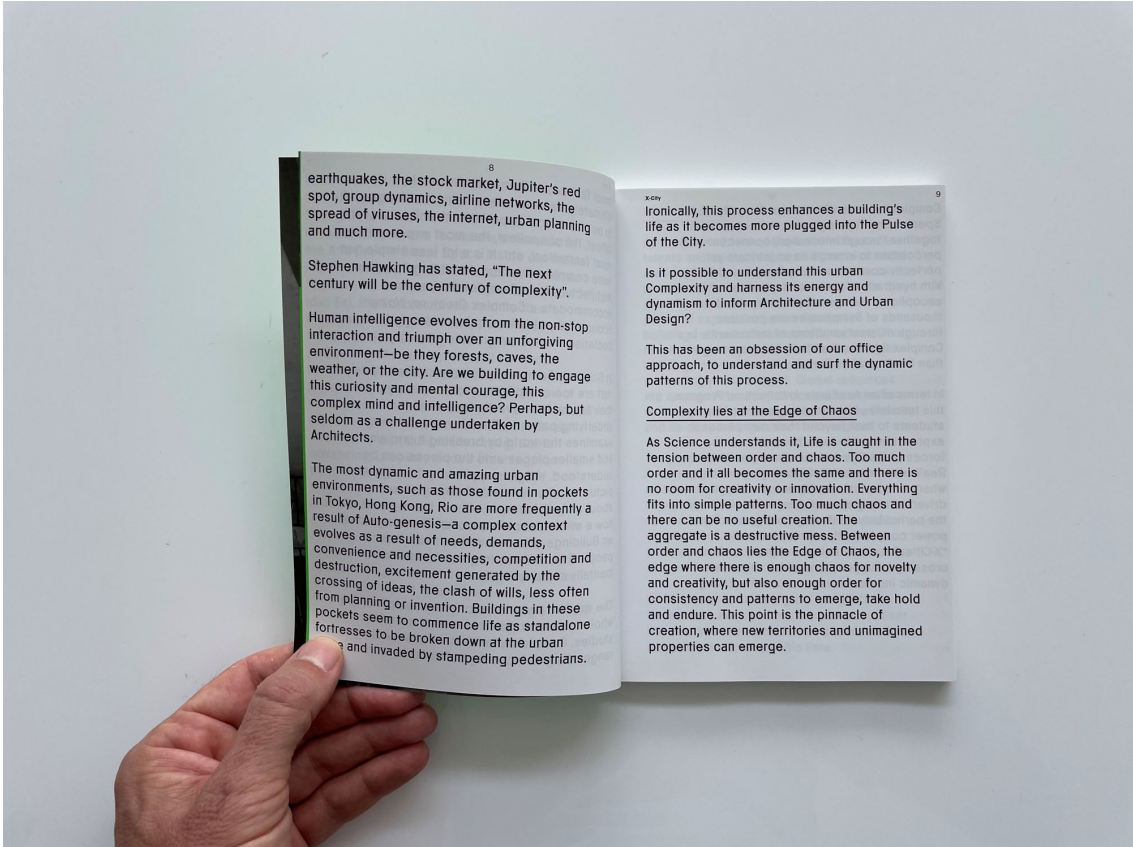 8
earthquakes, the stock market, Jupiter's red
spot, group dynamics, airline networks, the
spread of viruses, the internet, urban planning
and much more.
Stephen Hawking has stated, “The next
century will be the century of complexity”.
Human intelligence evolves from the non-stop
interaction and triumph over an unforgiving
environment—be they forests, caves, the
weather, or the city. Are we building to engage
this curiosity and mental courage, this
complex mind and intelligence? Perhaps, but
seldom as a challenge undertaken by
Architects.
The most dynamic and amazing urban
environments, such as those found in pockets
in Tokyo, Hong Kong, Rio are more frequently a
result of Auto-genesis—a complex context
evolves as a result of needs, demands,
convenience and necessities, competition and
destruction, excitement generated by the
crossing of ideas, the clash of wills, less often
from planning or invention. Buildings in these
pockets seem to commence life as standalone
fortresses to be broken down at the urban
and invaded by stampeding pedestrians.
X-City
9
Ironically, this process enhances a building's
life as it becomes more plugged into the Pulse
of the City.
Is it possible to understand this urban
Complexity and harness its energy and
dynamism to inform Architecture and Urban
Design?
This has been an obsession of our office
approach, to understand and surf the dynamic
patterns of this process.
Complexity lies at the Edge of Chaos
As Science understands it, Life is caught in the
tension between order and chaos. Too much
order and it all becomes the same and there is
no room for creativity or innovation. Everything
fits into simple patterns. Too much chaos and
there can be no useful creation. The
aggregate is a destructive mess. Between
order and chaos lies the Edge of Chaos, the
edge where there is enough chaos for novelty
and creativity, but also enough order for
consistency and patterns to emerge, take hold
and endure. This point is the pinnacle of
creation, where new territories and unimagined
properties can emerge.